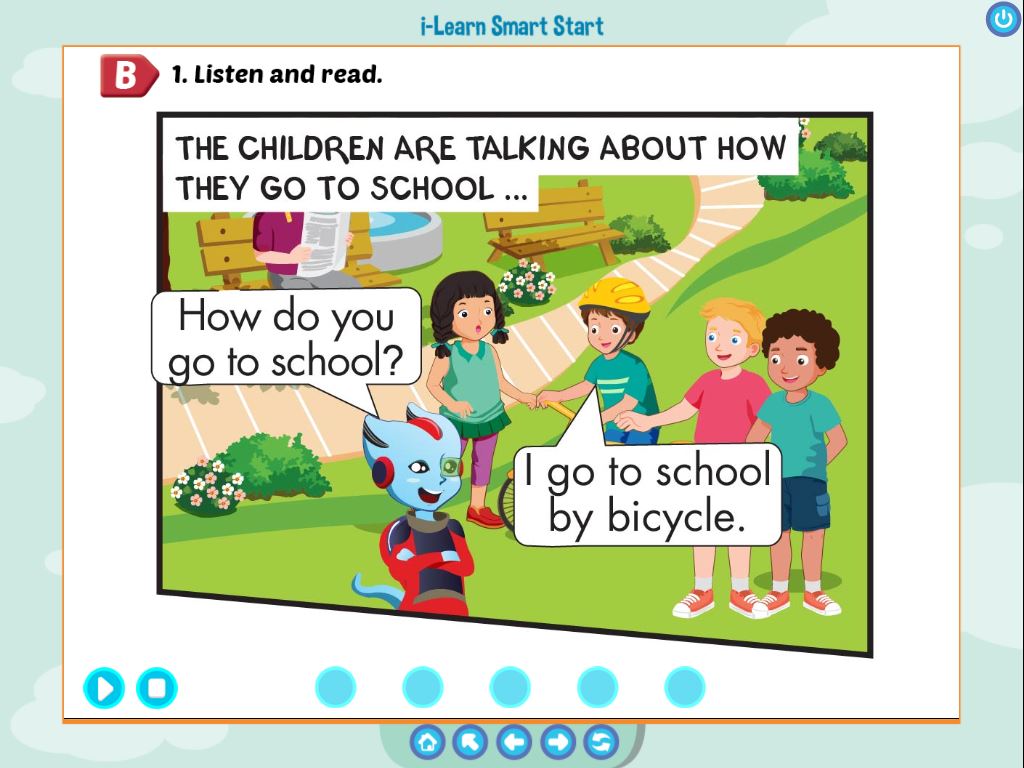 i-Learn Smart Start
B 1. Listen and read.
THE CHILDREN ARE TALKING ABOUT HOW
THEY GO TO SCHOOL ...
How do you
go to school?
I go to school
by bicycle.